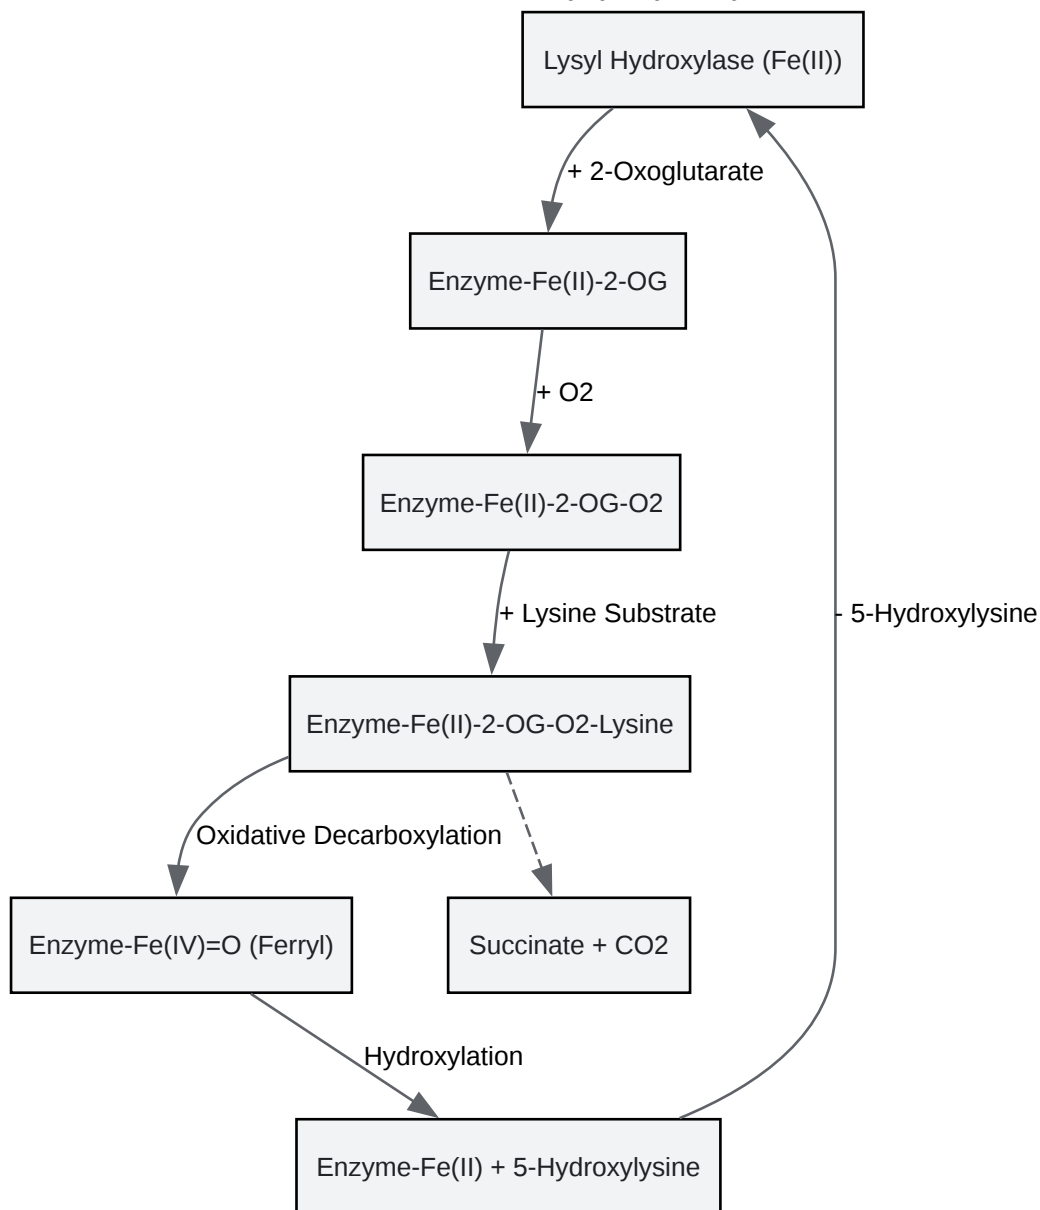 Lysyl Hydroxylase (Fe(II))
+ 2-Oxoglutarate
Enzyme-Fe(II)-2-OG
+ O2
Enzyme-Fe(II)-2-OG-O2
+ Lysine Substrate
- 5-Hydroxylysine
Enzyme-Fe(II)-2-OG-O2-Lysine
Oxidative Decarboxylation
Enzyme-Fe(IV)=O (Ferryl)
Succinate + CO2
Hydroxylation
Enzyme-Fe(II) + 5-Hydroxylysine